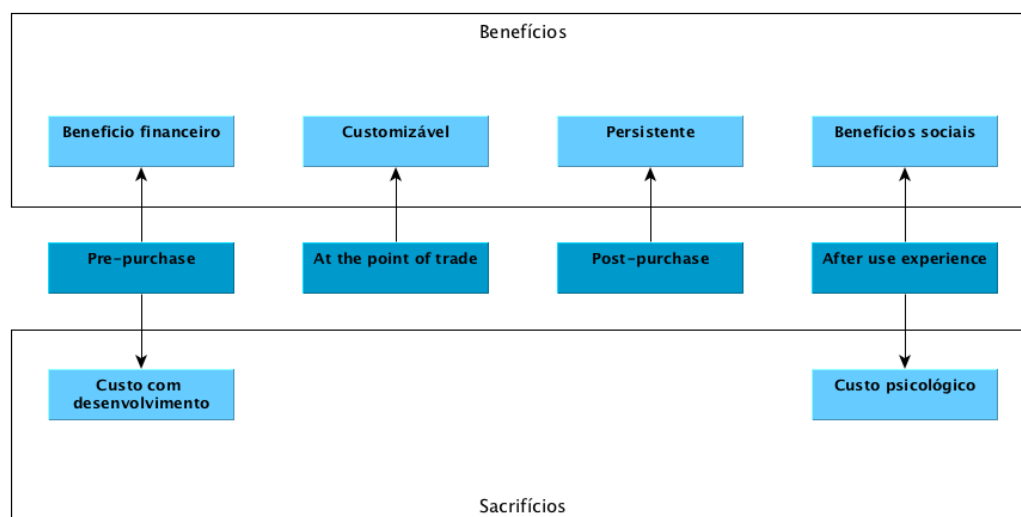 Benefícios
Beneficio financeiro
Customizável
Persistente
Benefícios sociais
Pre-purchase
At the point of trade
Post-purchase
After use experience
Custo com
desenvolvimento
Custo psicológico
Sacrifícios